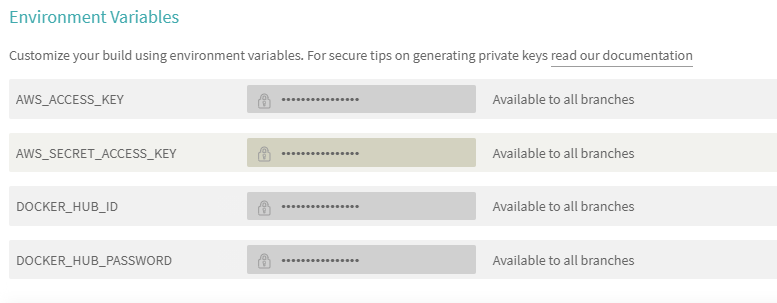 Environment Variables
Customize your build using environment variables. For secure tips on generating private keys read our documentation
AWS_ACCESS_KEY •••••••••••••••• Available to all branches
AWS_SECRET_ACCESS_KEY •••••••••••••••• Available to all branches
DOCKER_HUB_ID •••••••••••••••• Available to all branches
DOCKER_HUB_PASSWORD •••••••••••••••• Available to all branches